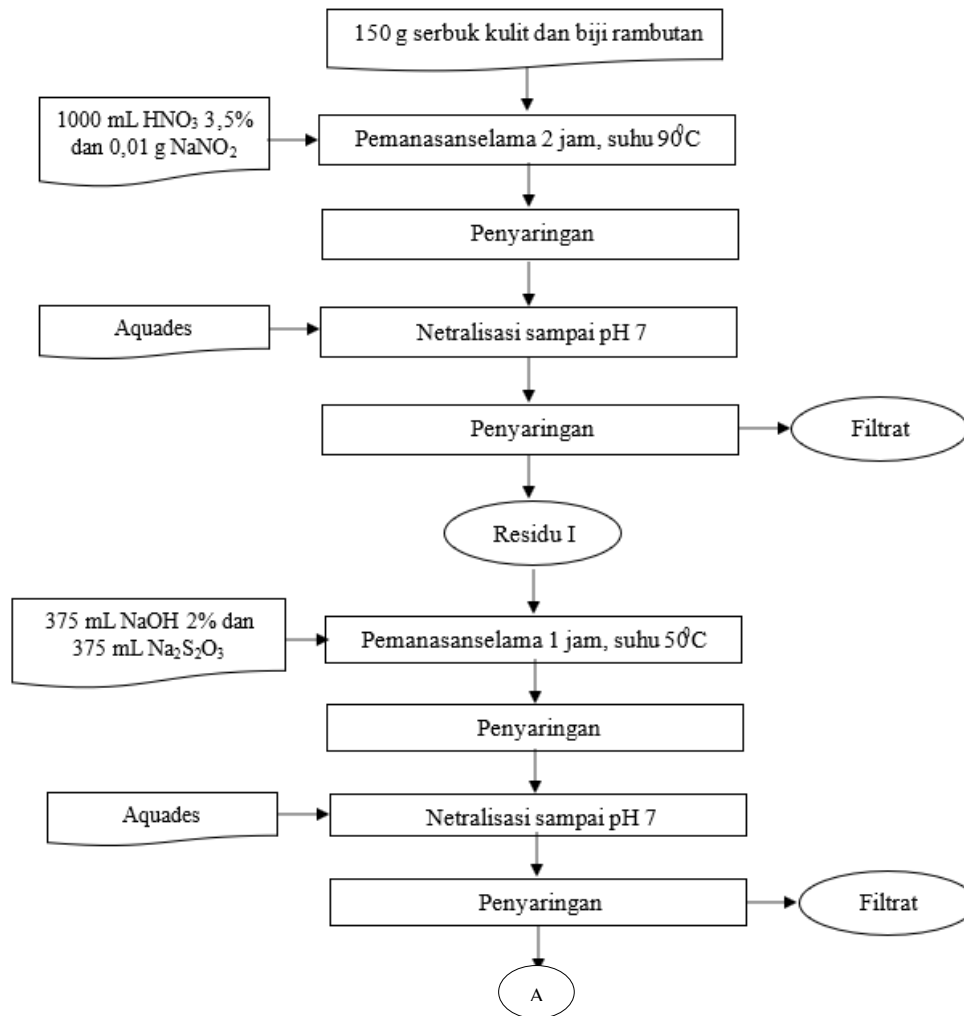 150 g serbuk kulit dan biji rambutan
1000 mL HNO₃ 3,5%
dan 0,01 g NaNO₂
Pemanasanselama 2 jam, suhu 90⁰C
Penyaringan
Aquades
Netralisasi sampai pH 7
Penyaringan
Filtrat
Residu I
375 mL NaOH 2% dan
375 mL Na₂S₂O₃
Pemanasanselama 1 jam, suhu 50⁰C
Penyaringan
Aquades
Netralisasi sampai pH 7
Penyaringan
Filtrat
A